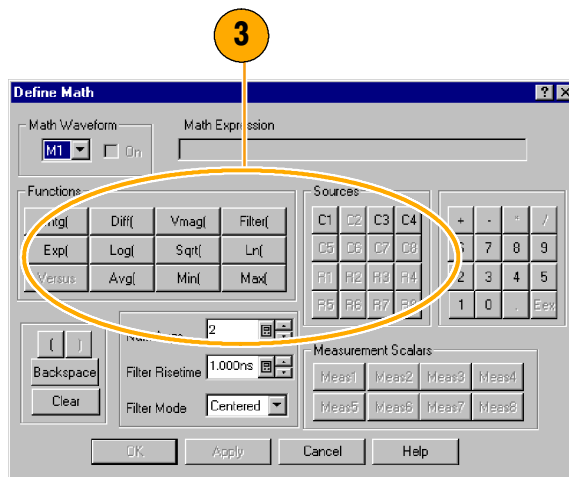 3
Define Math
Math Waveform
Math Expression
M1
On
Functions
Intg( Diff( Vmag( Filter(
Exp( Log( Sqrt( Ln(
Versus Avg( Min( Max(
Sources
C1 C2 C3 C4
C5 C6 C7 C8
R1 R2 R3 R4
R5 R6 R7 R8
+ - * /
6 7 8 9
2 3 4 5
1 0 . Eex
( )
Backspace
Clear
2
Filter Risetime 1.000ns
Filter Mode Centered
Measurement Scalars
Meas1 Meas2 Meas3 Meas4
Meas5 Meas6 Meas7 Meas8
OK Apply Cancel Help